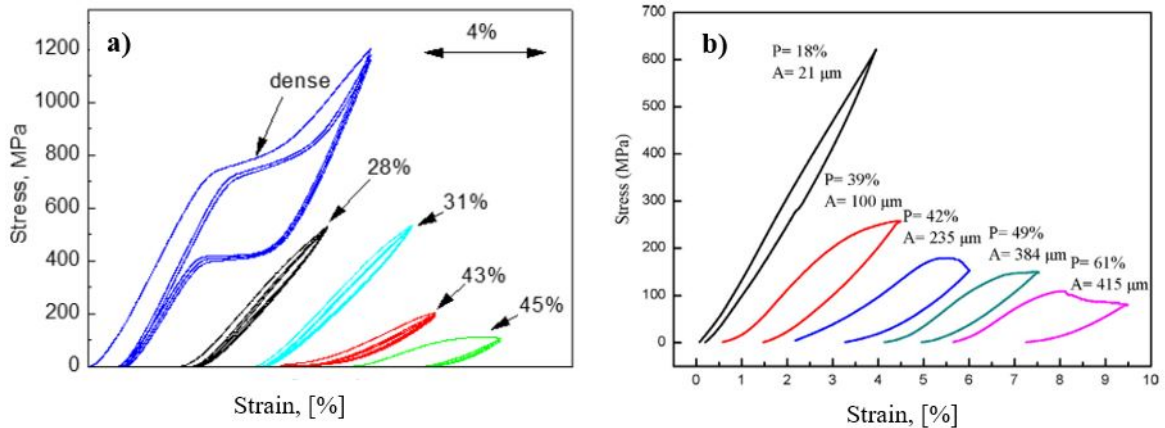 a)
4%
1200
1000
800
600
400
200
0
Stress, MPa
dense
28%
31%
43%
45%
Strain, [%]
b)
700
600
500
400
300
200
100
0
Stress (MPa)
P= 18%
A= 21 μm
P= 39%
A= 100 μm
P= 42%
A= 235 μm
P= 49%
A= 384 μm
P= 61%
A= 415 μm
0 1 2 3 4 5 6 7 8 9 10
Strain, [%]